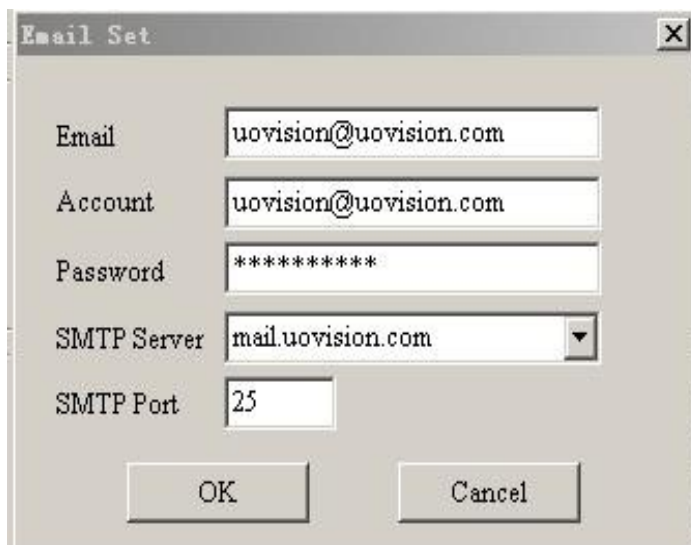 Email Set
Email uovision@uovision.com
Account uovision@uovision.com
Password **********
SMTP Server mail.uovision.com
SMTP Port 25
OK Cancel